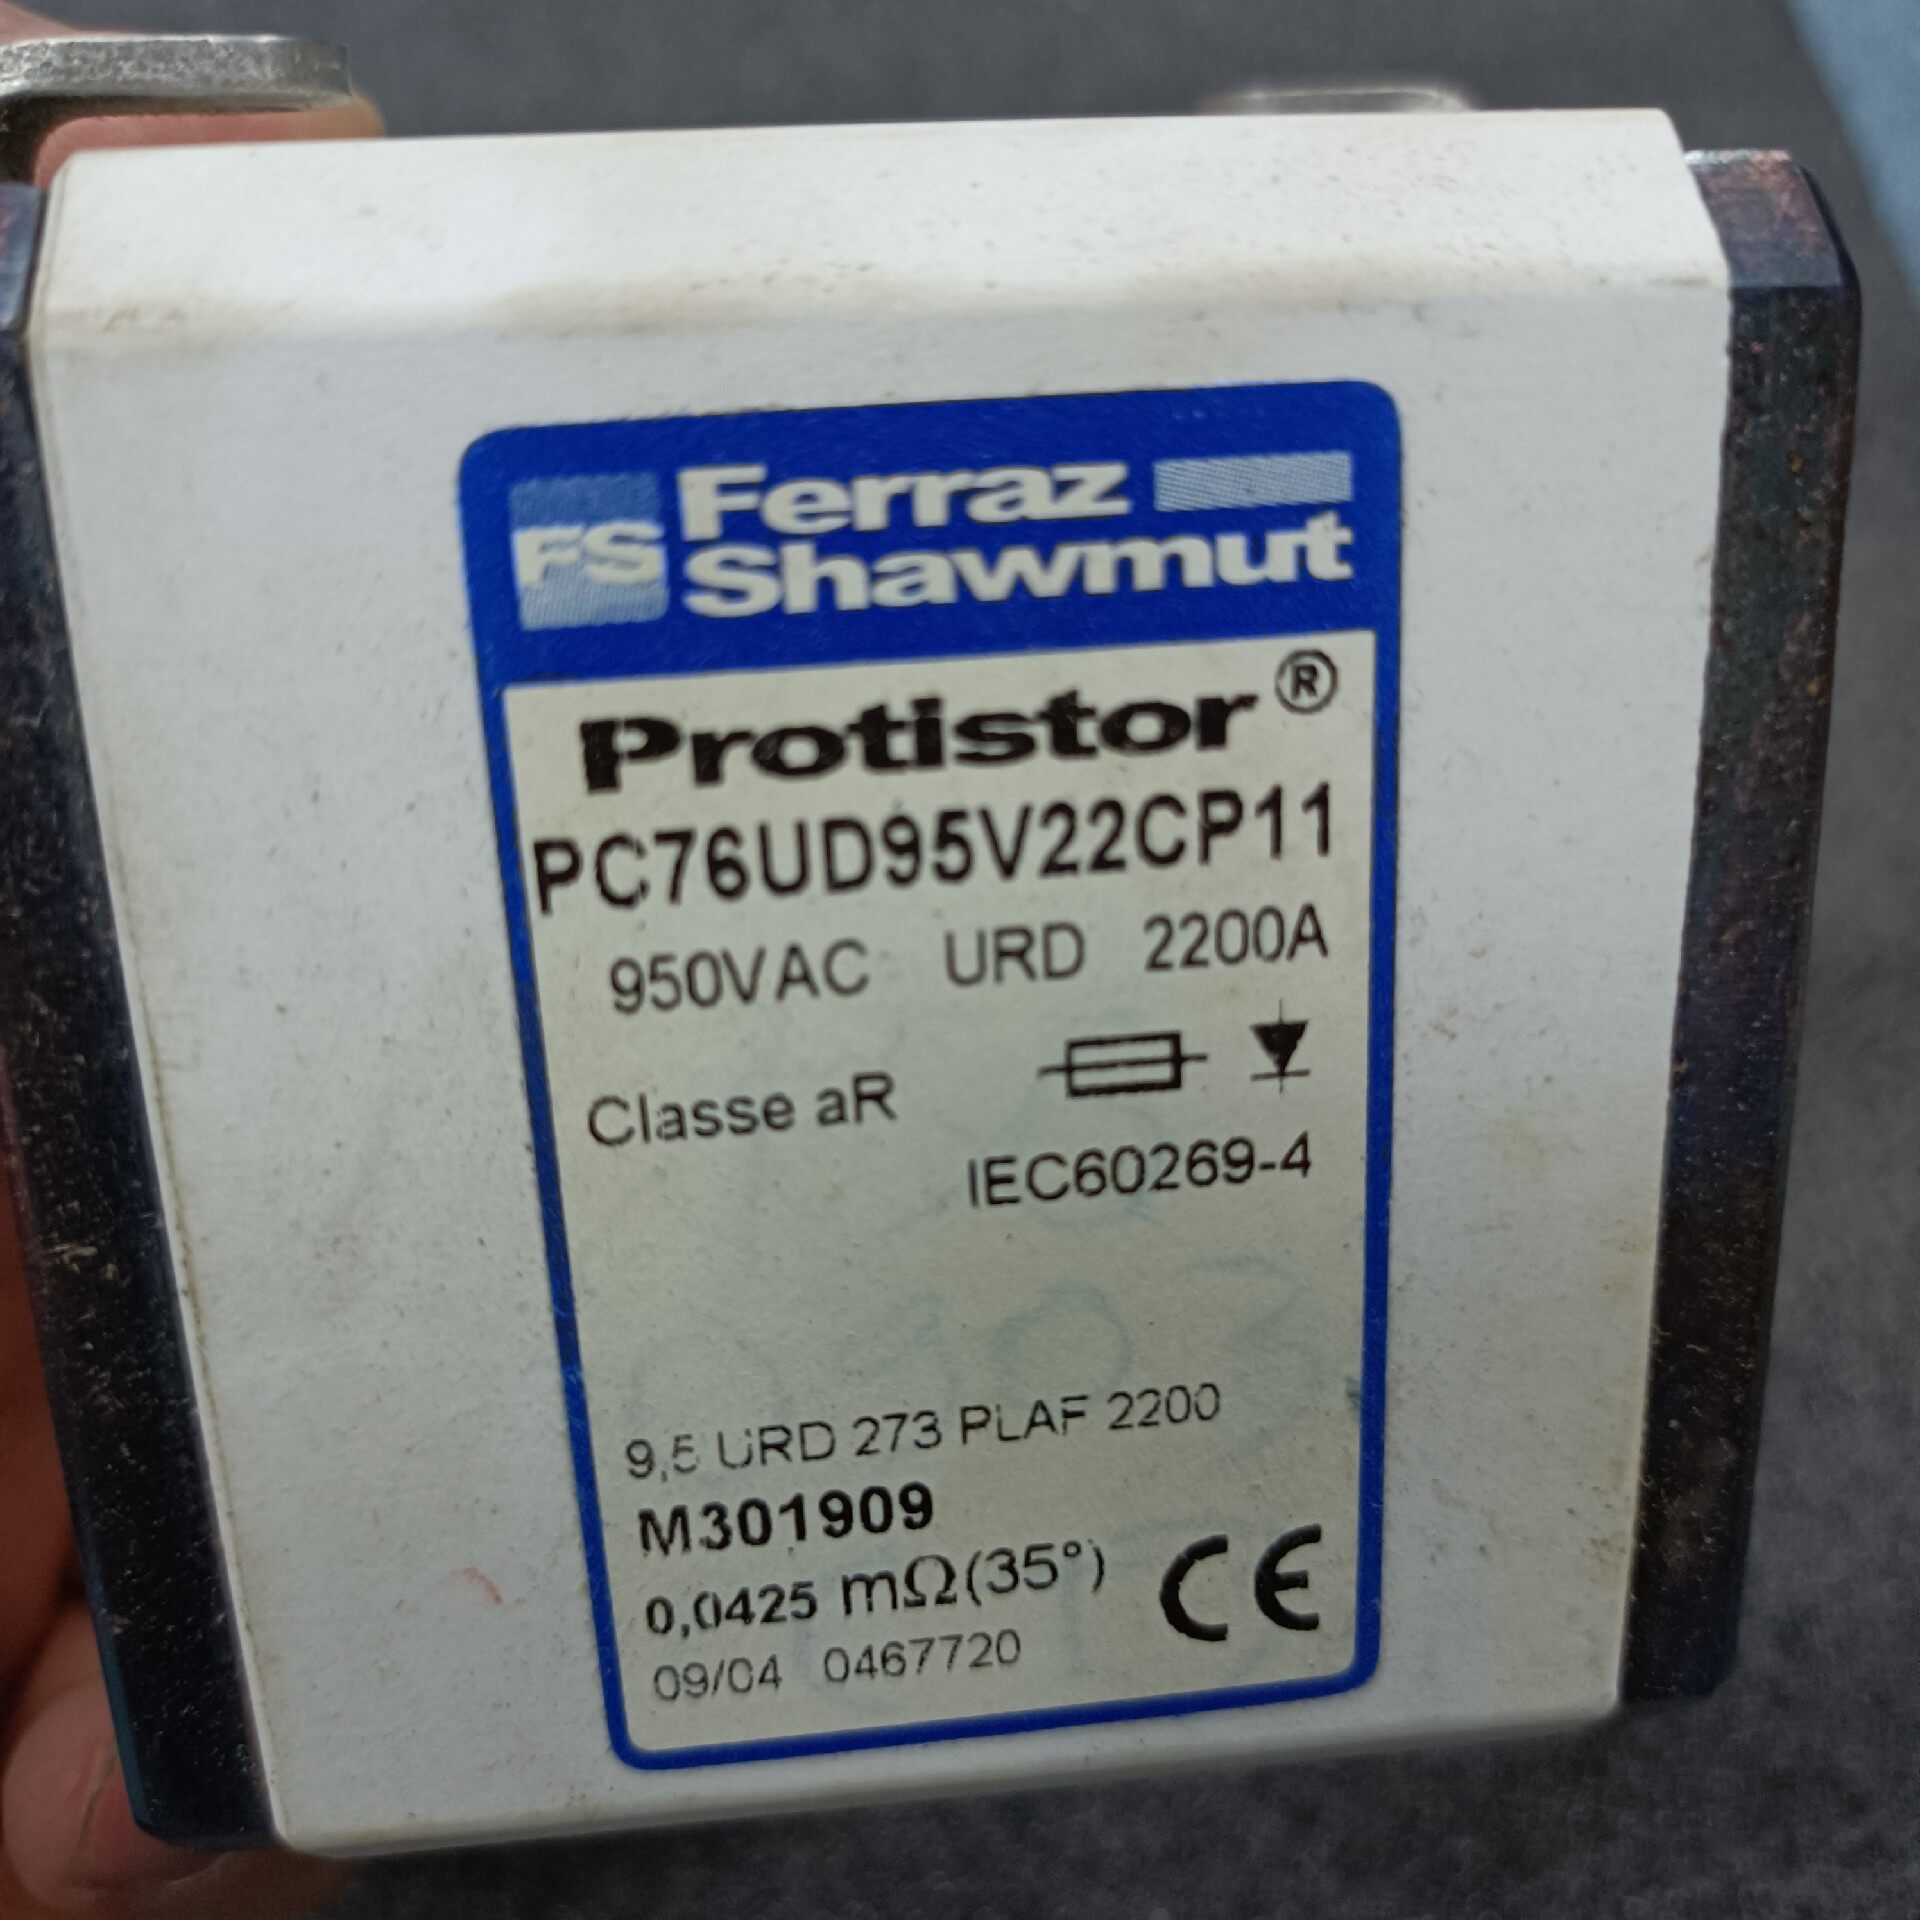 FS
Ferraz
Shawmut
Protistor®
PC76UD95V22CP11
950VAC URD 2200A
Classe aR
IEC60269-4
9,5 URD 273 PLAF 2200
M301909
0,0425 mΩ(35°)
CE
09/04 0467720